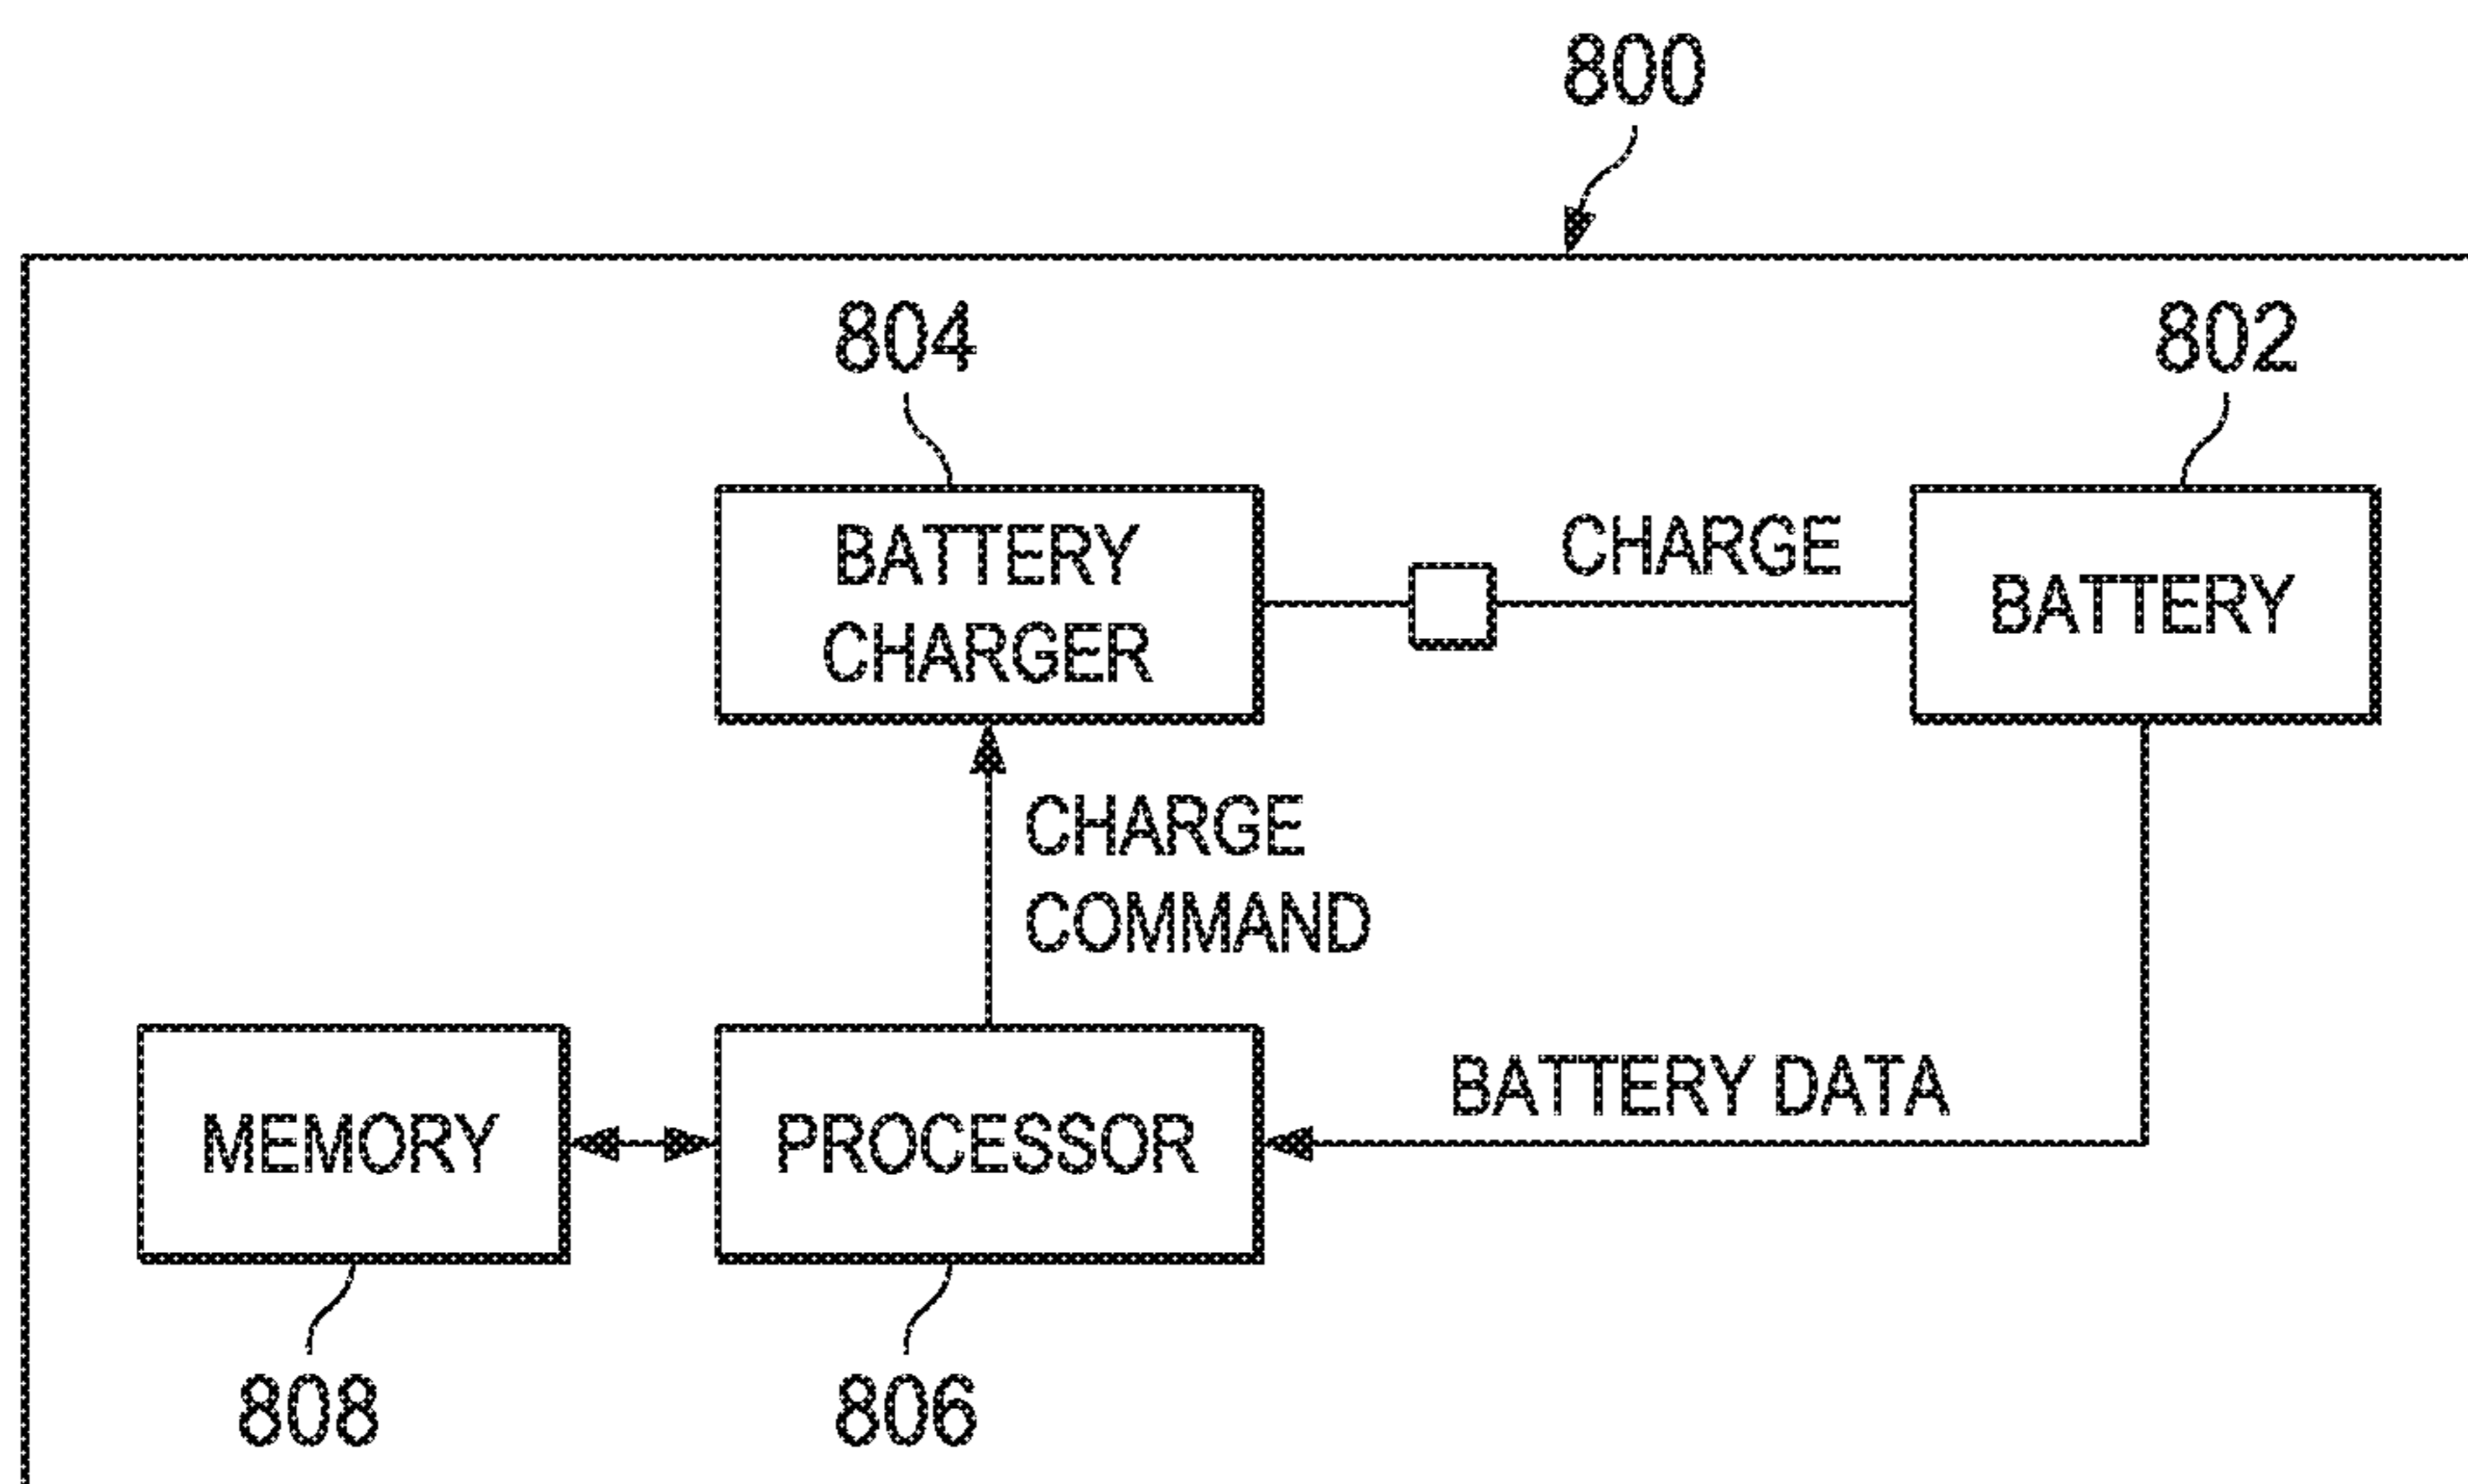 800
804
802
BATTERY
CHARGER
CHARGE
BATTERY
CHARGE
COMMAND
MEMORY
PROCESSOR
BATTERY DATA
808
806